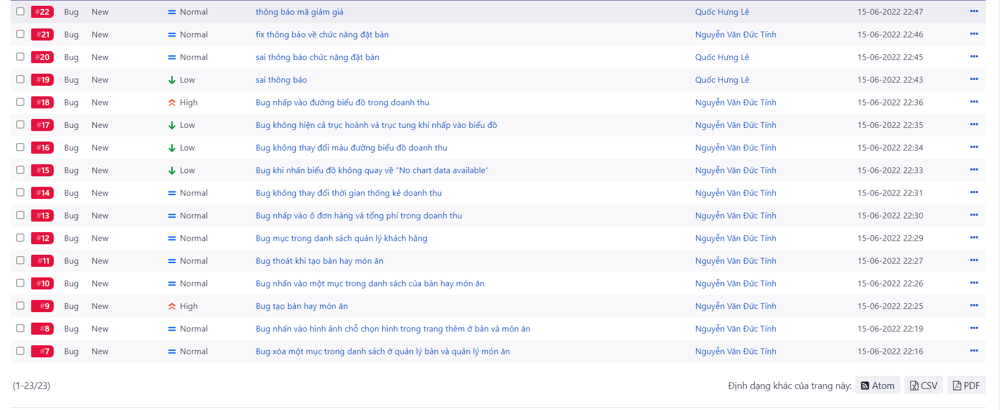 #22 Bug New Normal thông báo mã giảm giá Quốc Hưng Lê 15-06-2022 22:47 •••
#21 Bug New Normal fix thông báo về chức năng đặt bàn Nguyễn Văn Đức Tính 15-06-2022 22:46 •••
#20 Bug New Normal sai thông báo chức năng đặt bàn Quốc Hưng Lê 15-06-2022 22:45 •••
#19 Bug New Low sai thông báo Quốc Hưng Lê 15-06-2022 22:43 •••
#18 Bug New High Bug nhấp vào đường biểu đồ trong doanh thu Nguyễn Văn Đức Tính 15-06-2022 22:36 •••
#17 Bug New Low Bug không hiện cả trục hoành và trục tung khi nhấp vào biểu đồ Nguyễn Văn Đức Tính 15-06-2022 22:35 •••
#16 Bug New Low Bug không thay đổi màu đường biểu đồ doanh thu Nguyễn Văn Đức Tính 15-06-2022 22:34 •••
#15 Bug New Low Bug khi nhấn biểu đồ không quay về "No chart data available" Nguyễn Văn Đức Tính 15-06-2022 22:33 •••
#14 Bug New Normal Bug không thay đổi thời gian thống kê doanh thu Nguyễn Văn Đức Tính 15-06-2022 22:31 •••
#13 Bug New Normal Bug nhấp vào ô đơn hàng và tổng phí trong doanh thu Nguyễn Văn Đức Tính 15-06-2022 22:30 •••
#12 Bug New Normal Bug mục trong danh sách quản lý khách hàng Nguyễn Văn Đức Tính 15-06-2022 22:29 •••
#11 Bug New Normal Bug thoát khi tạo bàn hay món ăn Nguyễn Văn Đức Tính 15-06-2022 22:27 •••
#10 Bug New Normal Bug nhấn vào một mục trong danh sách của bàn hay món ăn Nguyễn Văn Đức Tính 15-06-2022 22:26 •••
#9 Bug New High Bug tạo bàn hay món ăn Nguyễn Văn Đức Tính 15-06-2022 22:25 •••
#8 Bug New Normal Bug nhấn vào hình ảnh chỗ chọn hình trong trang thêm ở bàn và món ăn Nguyễn Văn Đức Tính 15-06-2022 22:19 •••
#7 Bug New Normal Bug xóa một mục trong danh sách ở quản lý bàn và quản lý món ăn Nguyễn Văn Đức Tính 15-06-2022 22:16 •••
(1-23/23) Định dạng khác của trang này: Atom CSV PDF